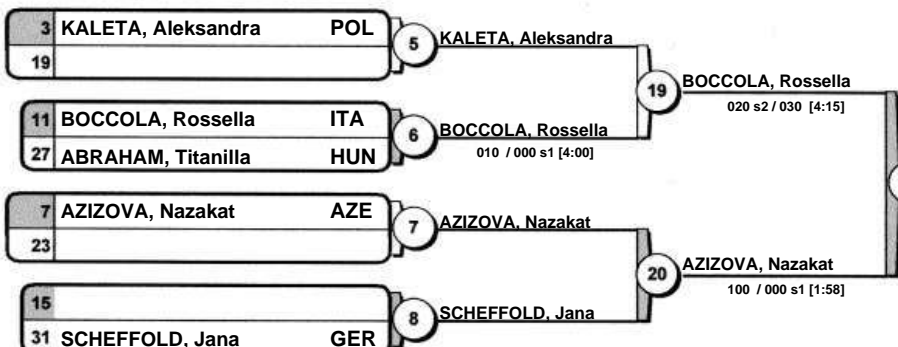 3 KALETA, Aleksandra POL
19
5 KALETA, Aleksandra
11 BOCCOLA, Rossella ITA
27 ABRAHAM, Titanilla HUN
6 BOCCOLA, Rossella
010 / 000 s1 [4:00]
19 BOCCOLA, Rossella
020 s2 / 030 [4:15]
7 AZIZOVA, Nazakat AZE
23
7 AZIZOVA, Nazakat
15
31 SCHEFFOLD, Jana GER
8 SCHEFFOLD, Jana
20 AZIZOVA, Nazakat
100 / 000 s1 [1:58]